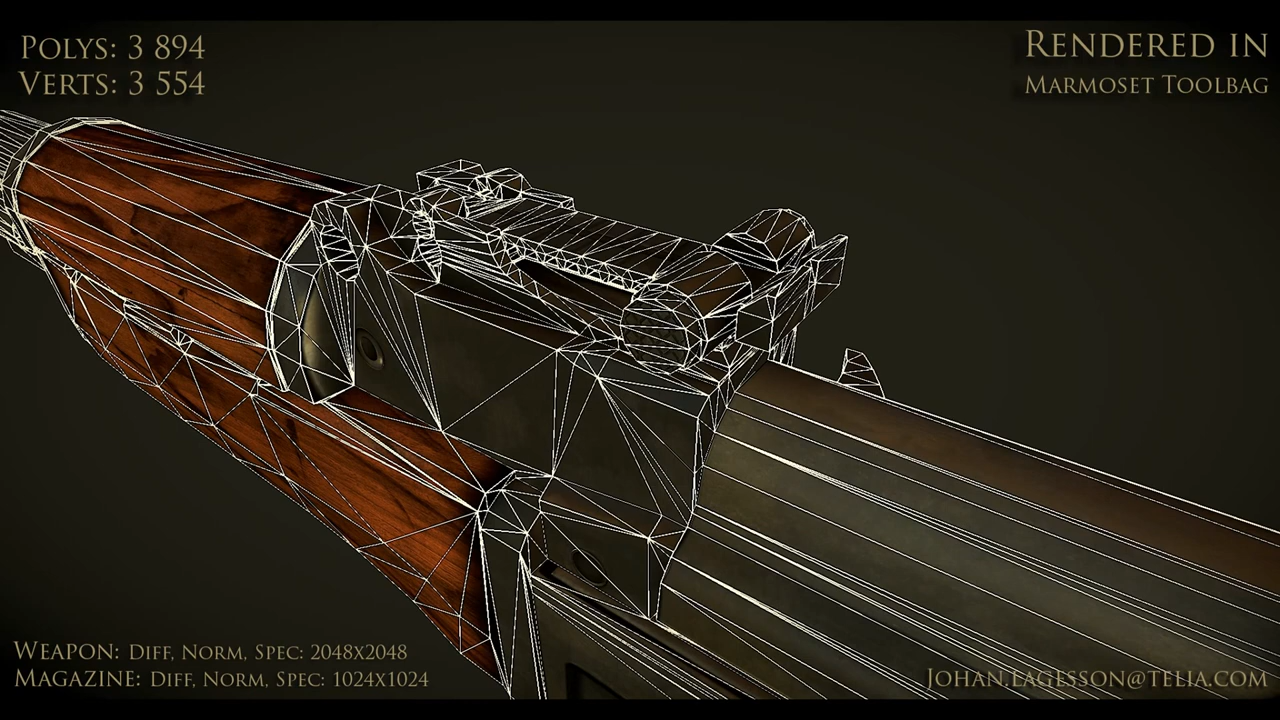 Polys: 3 894
Verts: 3 554
Rendered in
Marmoset Toolbag
Weapon: Diff, Norm, Spec: 2048x2048
Magazine: Diff, Norm, Spec: 1024x1024
Johan.lagesson@telia.com